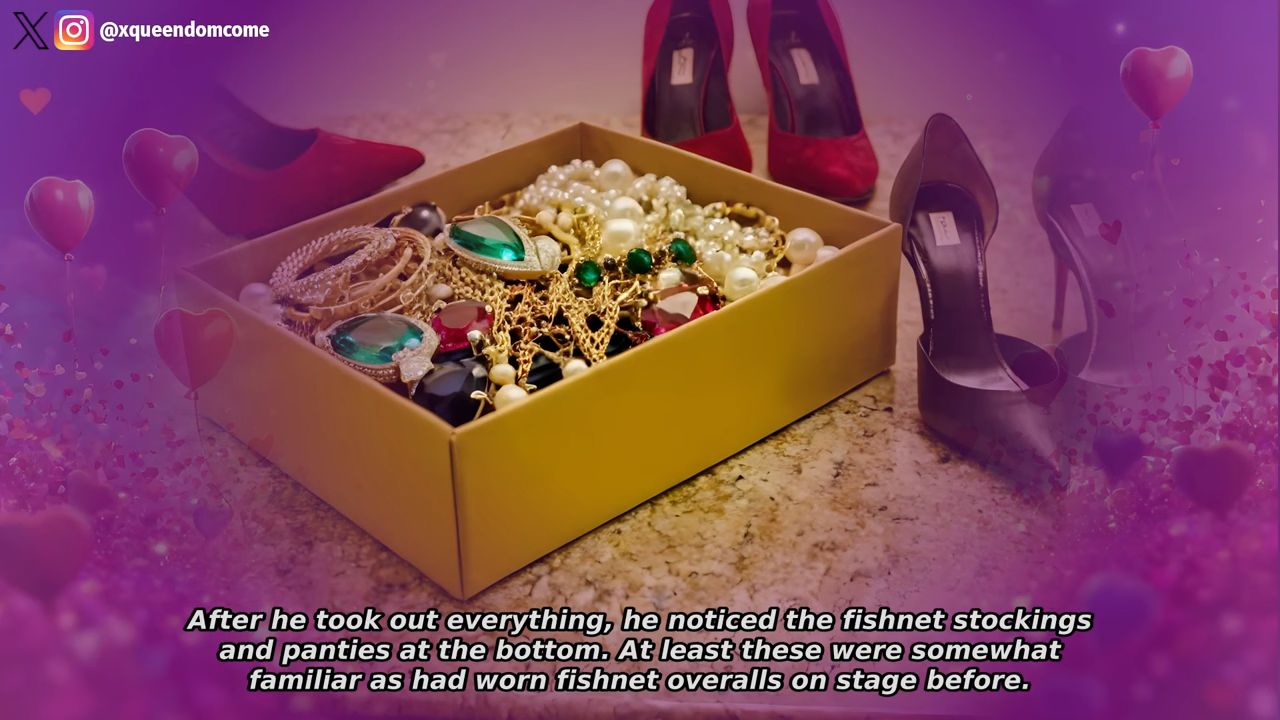 @xqueendomcome
After he took out everything, he noticed the fishnet stockings
and panties at the bottom. At least these were somewhat
familiar as had worn fishnet overalls on stage before.